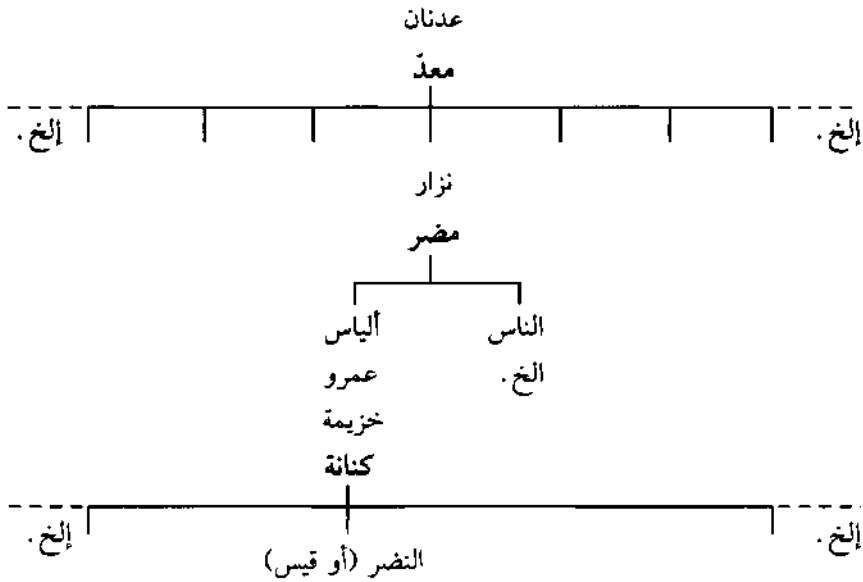 عدنان
معدّ
إلخ.
إلخ.
نزار
مضر
الناس
ألياس
الخ.
عمرو
خزيمة
كنانة
إلخ.
إلخ.
النضر (أو قيس)